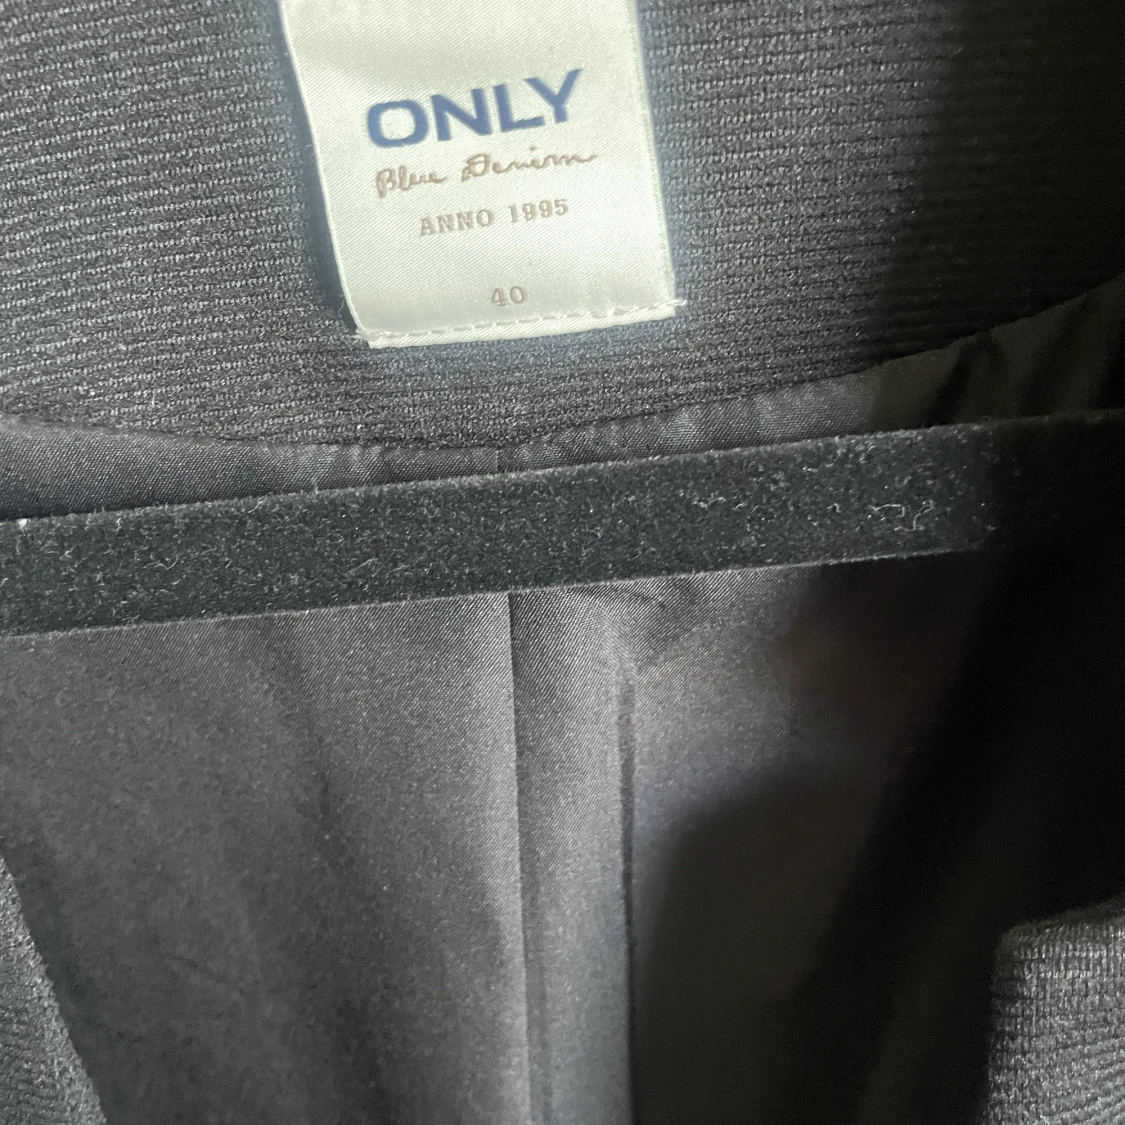 ONLY
Blue Denim
ANNO 1995
40